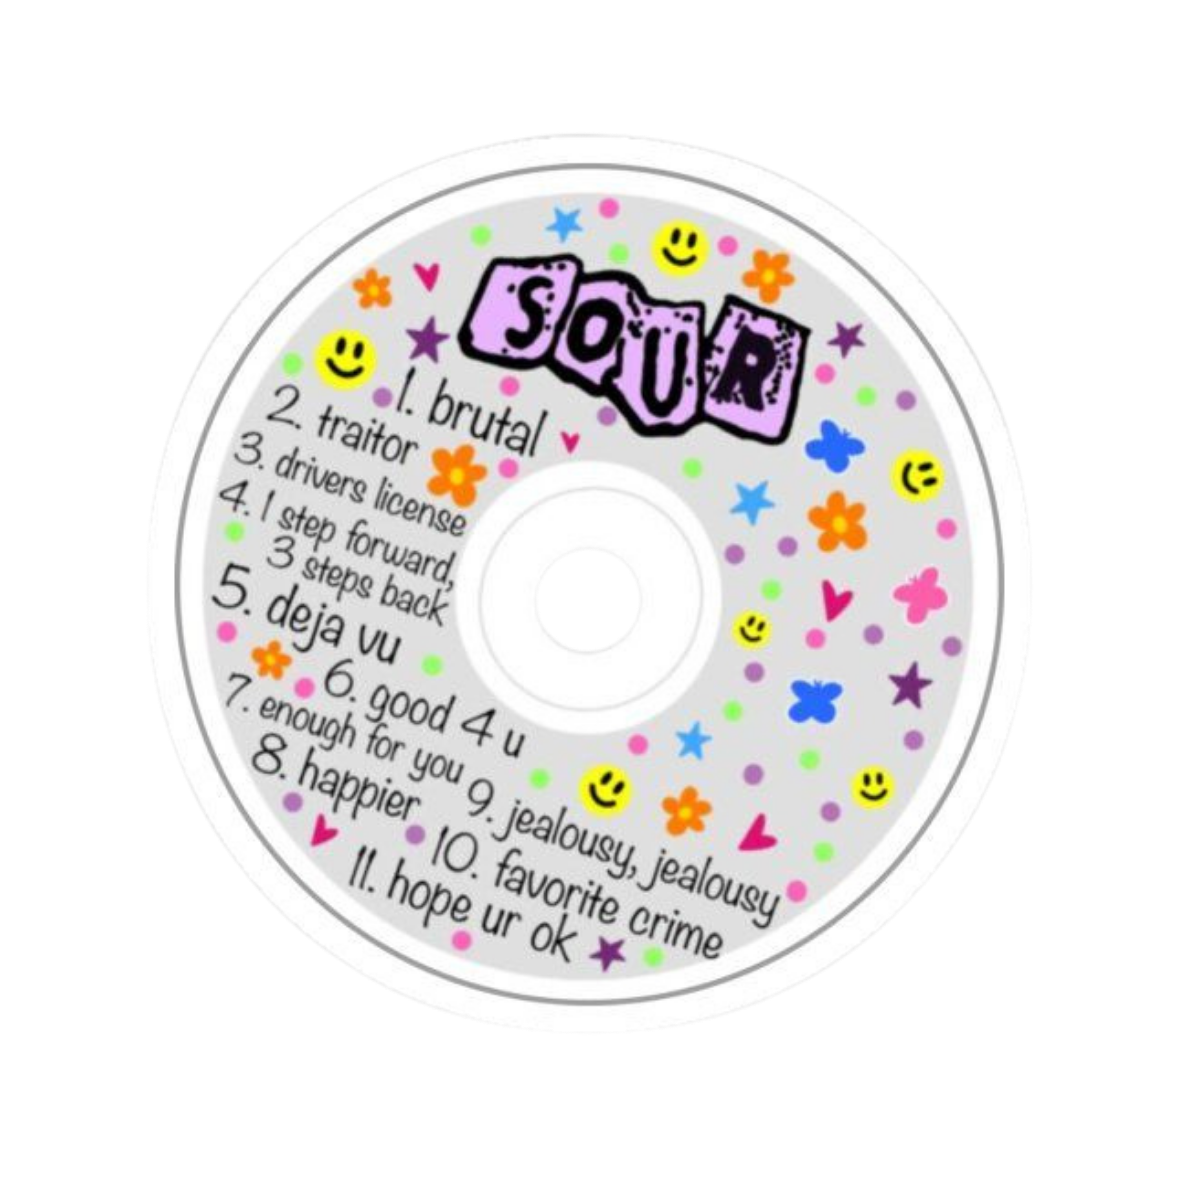 SOUR
1. brutal
2. traitor
3. drivers license
4. 1 step forward,
3 steps back
5. deja vu
6. good 4 u
7. enough for you
8. happier
9. jealousy, jealousy
10. favorite crime
11. hope ur ok